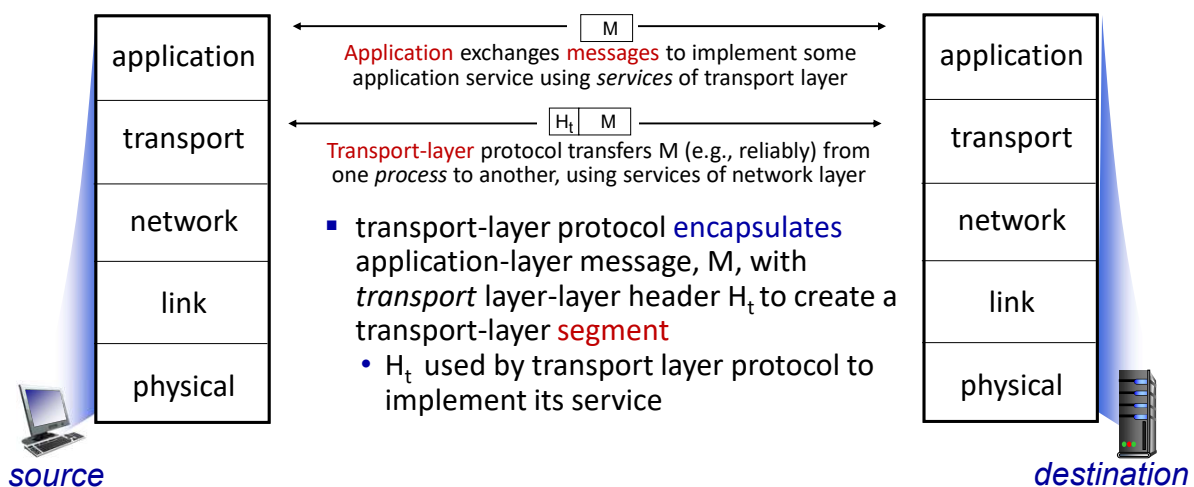 M
Application exchanges messages to implement some
application service using services of transport layer
Ht M
Transport-layer protocol transfers M (e.g., reliably) from
one process to another, using services of network layer
▪ transport-layer protocol encapsulates
application-layer message, M, with
transport layer-layer header Ht to create a
transport-layer segment
• Ht used by transport layer protocol to
implement its service
application
transport
network
link
physical
source
application
transport
network
link
physical
destination